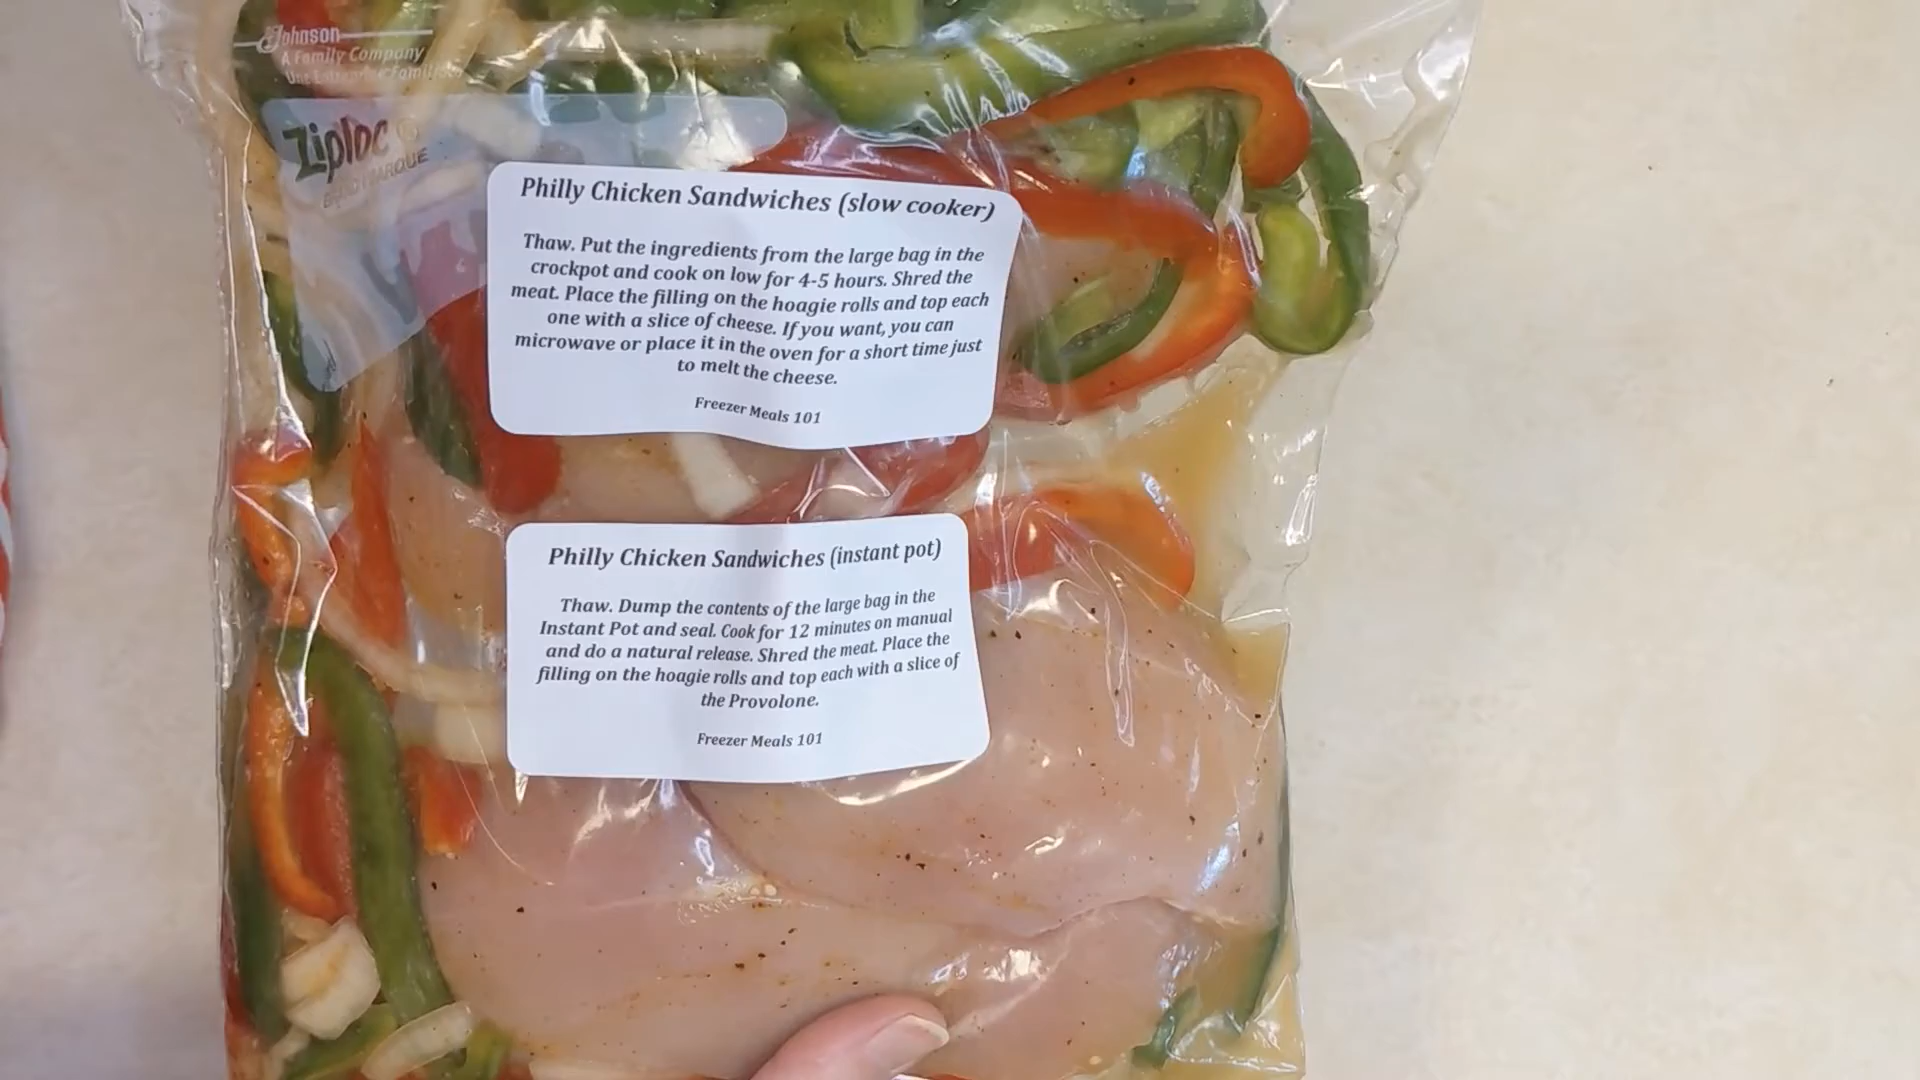 Johnson
A Family Company
Ziploc
Philly Chicken Sandwiches (slow cooker)
Thaw. Put the ingredients from the large bag in the
crockpot and cook on low for 4-5 hours. Shred the
meat. Place the filling on the hoagie rolls and top each
one with a slice of cheese. If you want, you can
microwave or place it in the oven for a short time just
to melt the cheese.
Freezer Meals 101
Philly Chicken Sandwiches (instant pot)
Thaw. Dump the contents of the large bag in the
Instant Pot and seal. Cook for 12 minutes on manual
and do a natural release. Shred the meat. Place the
filling on the hoagie rolls and top each with a slice of
the Provolone.
Freezer Meals 101